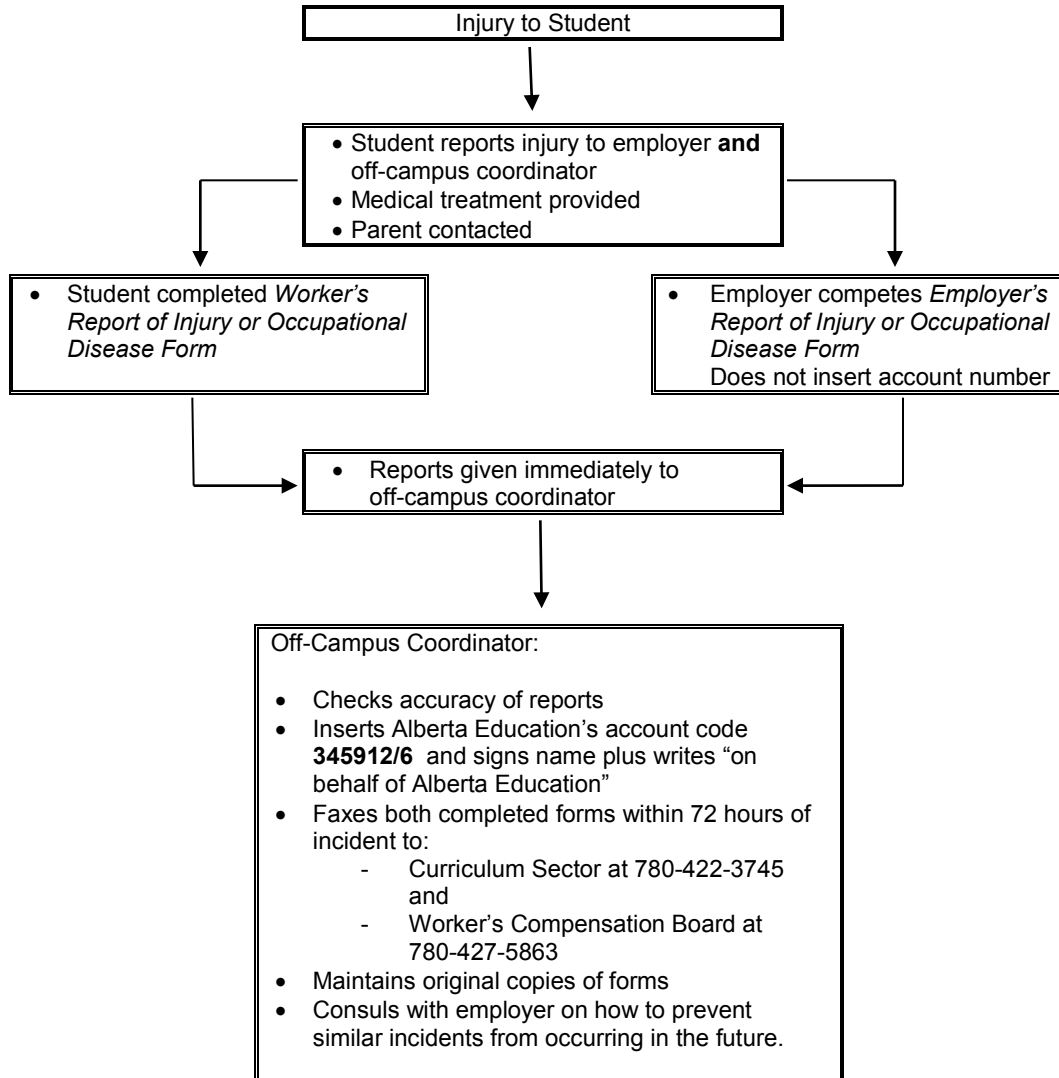 Injury to Student
• Student reports injury to employer and
off-campus coordinator
• Medical treatment provided
• Parent contacted
• Student completed Worker’s
Report of Injury or Occupational
Disease Form
• Employer competes Employer’s
Report of Injury or Occupational
Disease Form
Does not insert account number
• Reports given immediately to
off-campus coordinator
Off-Campus Coordinator:
• Checks accuracy of reports
• Inserts Alberta Education’s account code
345912/6 and signs name plus writes “on
behalf of Alberta Education”
• Faxes both completed forms within 72 hours of
incident to:
- Curriculum Sector at 780-422-3745
and
- Worker’s Compensation Board at
780-427-5863
• Maintains original copies of forms
• Consuls with employer on how to prevent
similar incidents from occurring in the future.